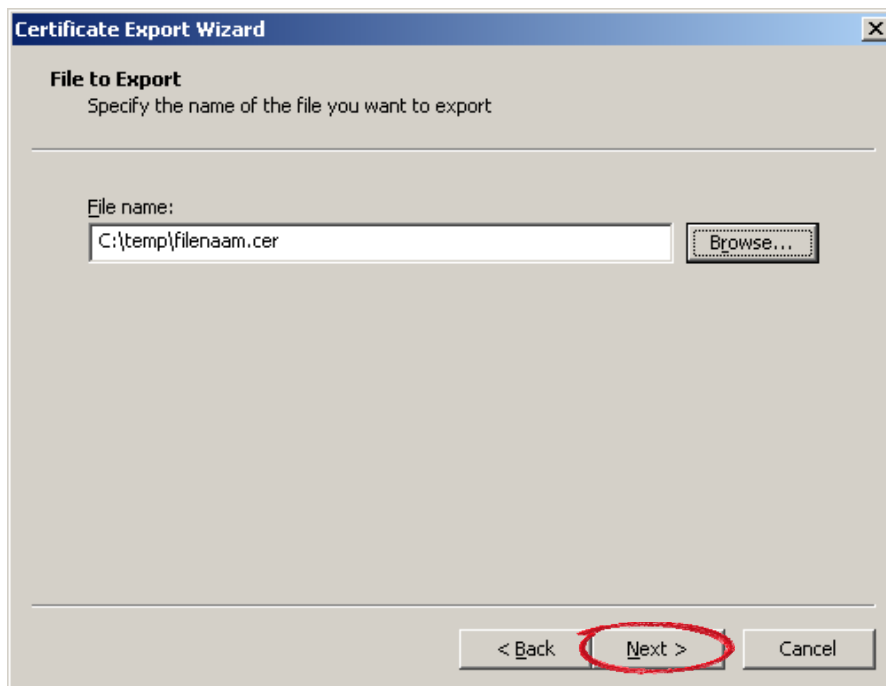 Certificate Export Wizard
File to Export
Specify the name of the file you want to export
File name:
C:\temp\filenaam.cer
Browse...
< Back
Next >
Cancel